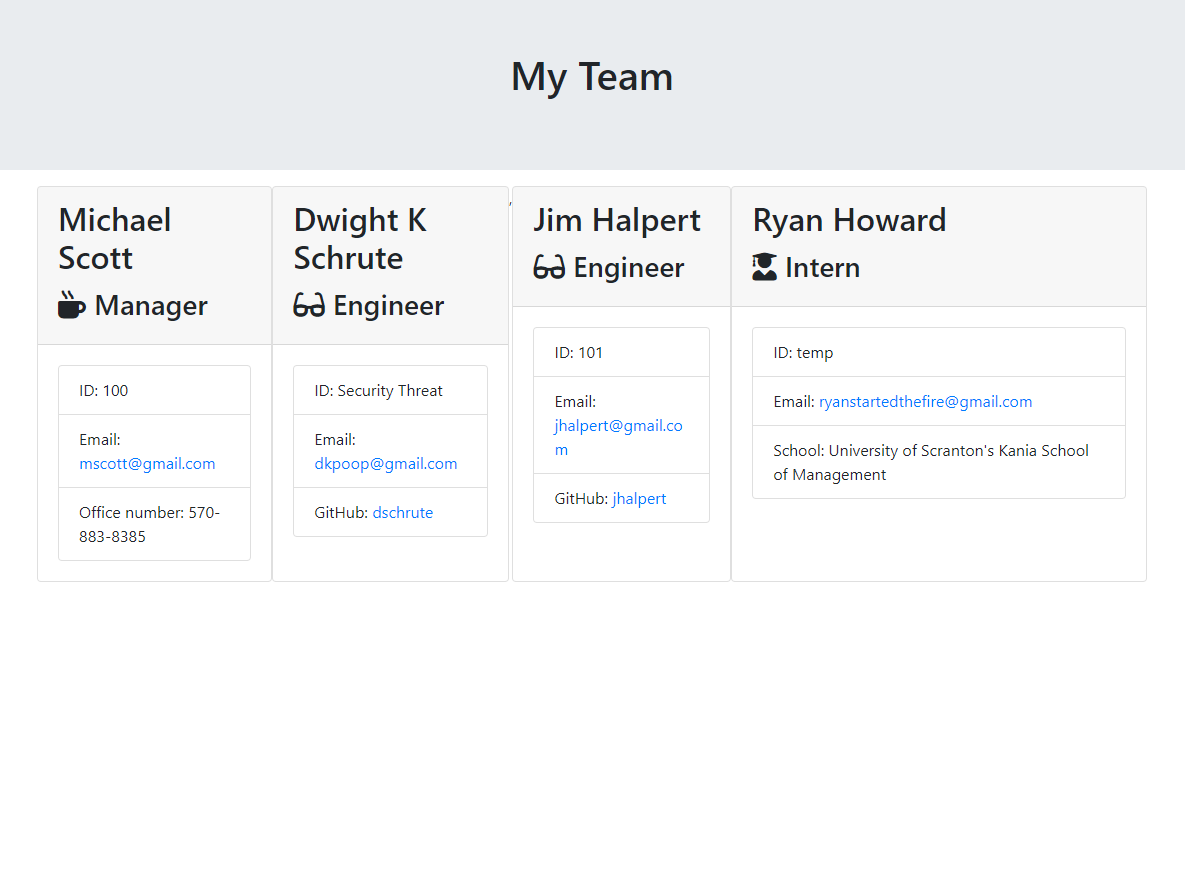 My Team
Michael
Scott
Manager
ID: 100
Email:
mscott@gmail.com
Office number: 570-
883-8385
Dwight K
Schrute
Engineer
ID: Security Threat
Email:
dkpoop@gmail.com
GitHub: dschrute
,
Jim Halpert
Engineer
ID: 101
Email:
jhalpert@gmail.co
m
GitHub: jhalpert
Ryan Howard
Intern
ID: temp
Email: ryanstartedthefire@gmail.com
School: University of Scranton's Kania School
of Management